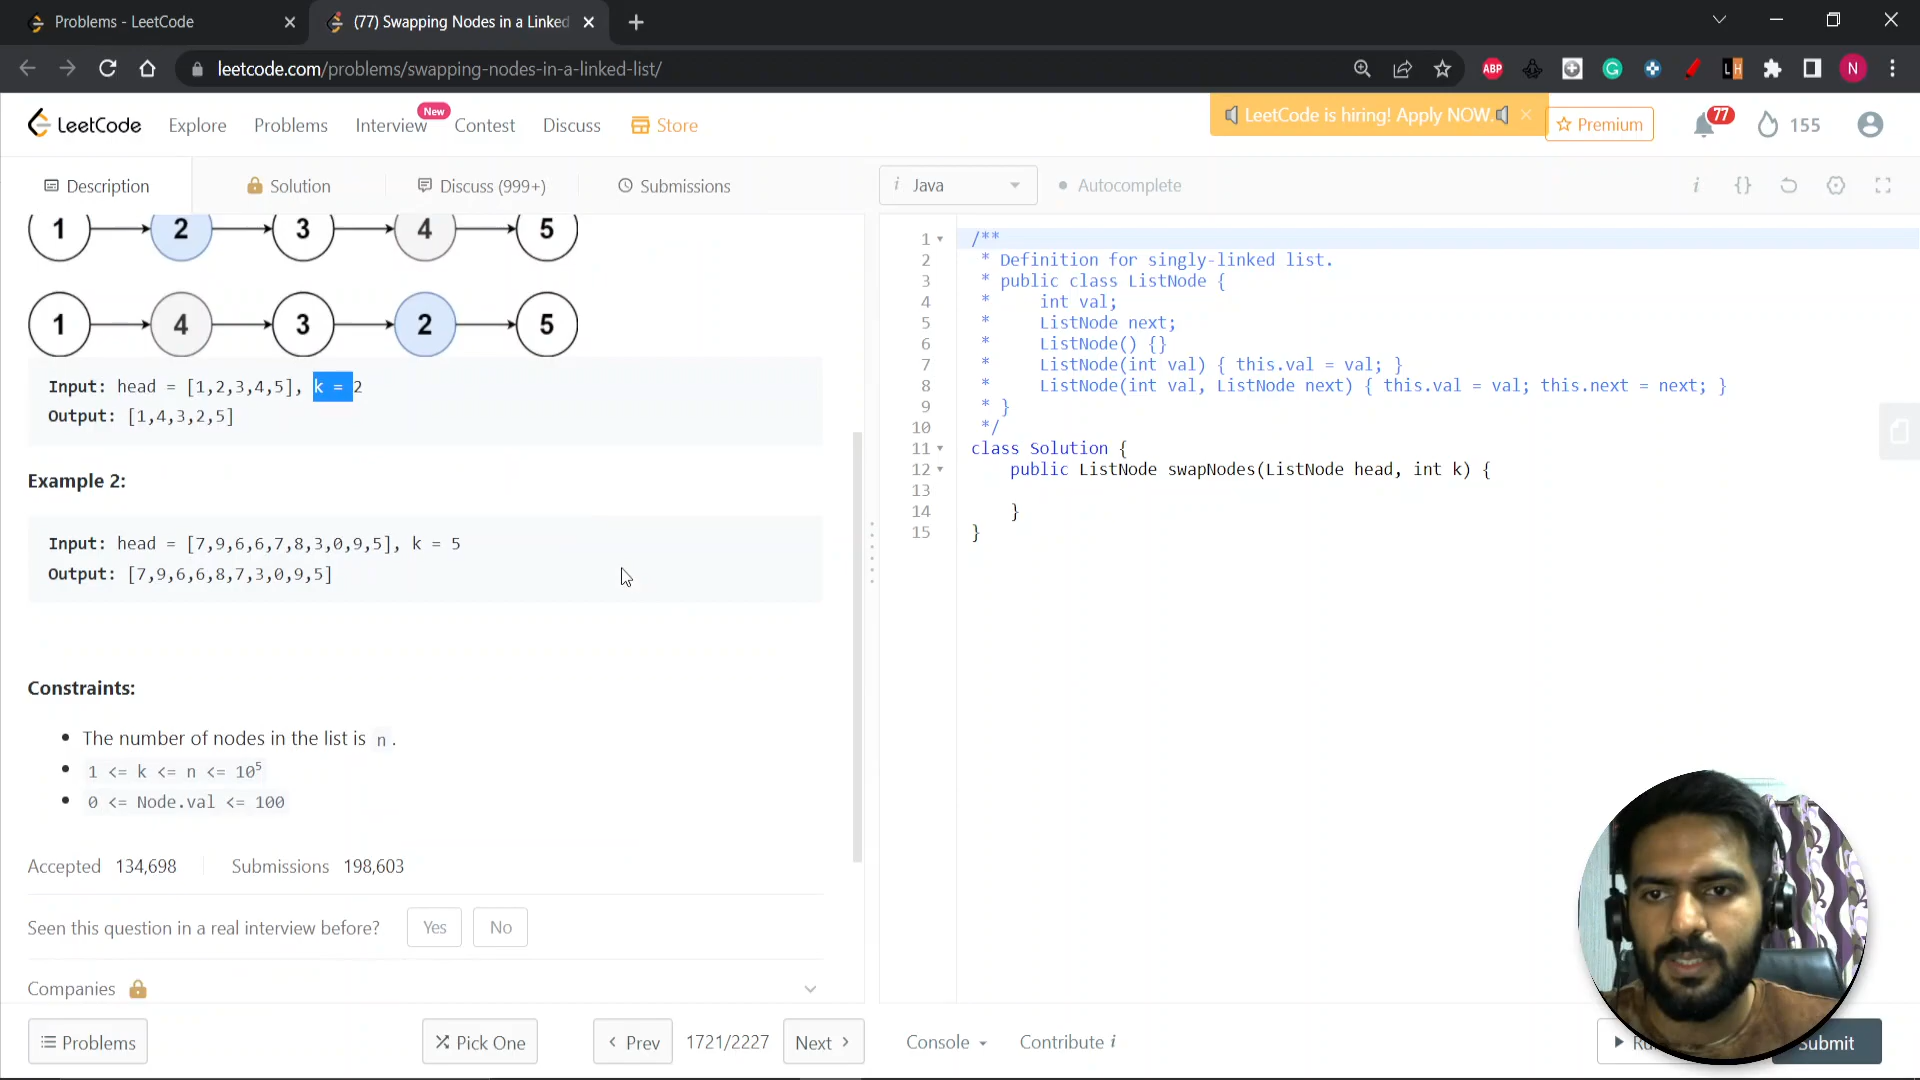 Problems - LeetCode
(77) Swapping Nodes in a Linked
leetcode.com/problems/swapping-nodes-in-a-linked-list/
ABP
LH
N
LeetCode
Explore
Problems
Interview
New
Contest
Discuss
Store
LeetCode is hiring! Apply NOW.
Premium
77
155
Description
Solution
Discuss (999+)
Submissions
i Java
Autocomplete
i {}
1 2 3 4 5
1 4 3 2 5
Input: head = [1,2,3,4,5], k = 2
Output: [1,4,3,2,5]
Example 2:
Input: head = [7,9,6,6,7,8,3,0,9,5], k = 5
Output: [7,9,6,6,8,7,3,0,9,5]
Constraints:
• The number of nodes in the list is n.
• 1 <= k <= n <= 10⁵
• 0 <= Node.val <= 100
Accepted 134,698 Submissions 198,603
Seen this question in a real interview before? Yes No
Companies
Problems
Pick One
Prev
1721/2227
Next
1 /**
2 * Definition for singly-linked list.
3 * public class ListNode {
4 *     int val;
5 *     ListNode next;
6 *     ListNode() {}
7 *     ListNode(int val) { this.val = val; }
8 *     ListNode(int val, ListNode next) { this.val = val; this.next = next; }
9 * }
10 */
11 class Solution {
12     public ListNode swapNodes(ListNode head, int k) {
13
14     }
15 }
Console
Contribute i
Submit